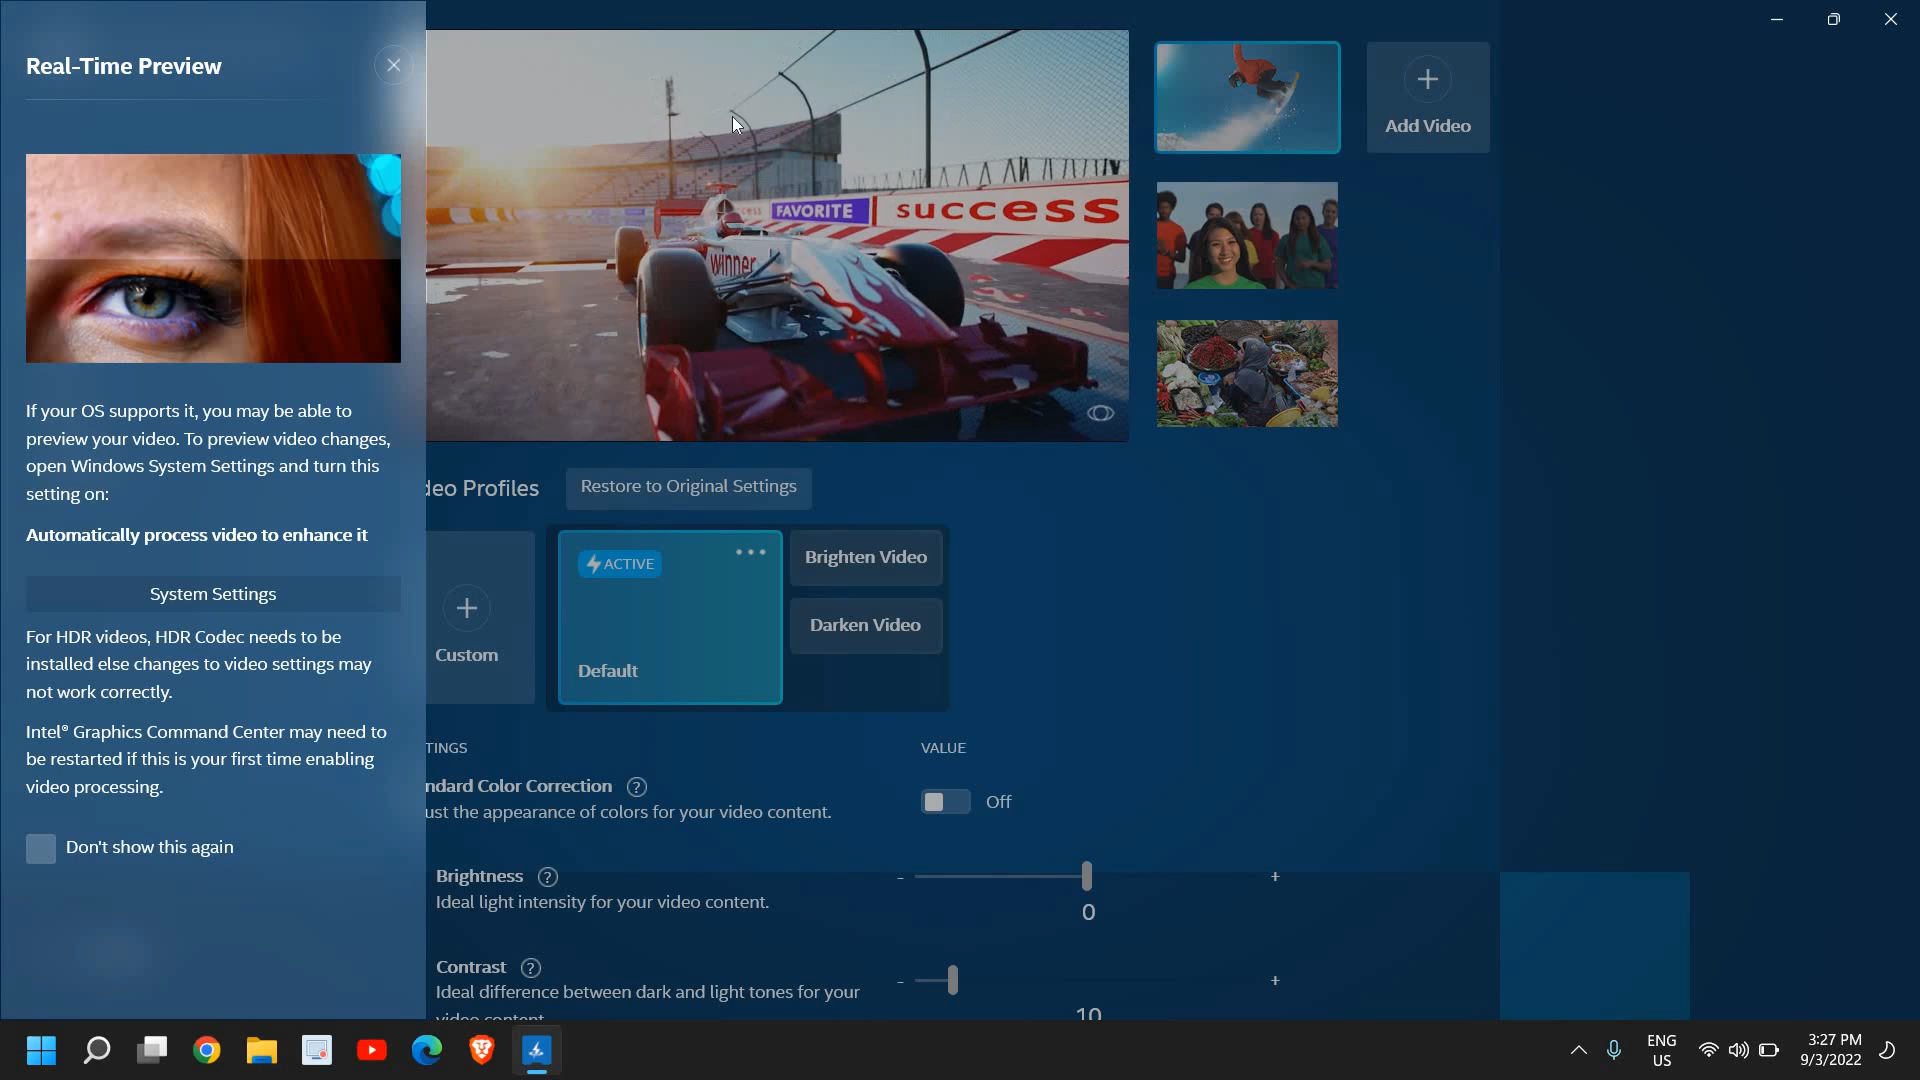 Real-Time Preview
If your OS supports it, you may be able to
preview your video. To preview video changes,
open Windows System Settings and turn this
setting on:
Automatically process video to enhance it
System Settings
For HDR videos, HDR Codec needs to be
installed else changes to video settings may
not work correctly.
Intel® Graphics Command Center may need to
be restarted if this is your first time enabling
video processing.
Don't show this again
FAVORITE
success
winner
Add Video
deo Profiles
Restore to Original Settings
Custom
ACTIVE
Default
Brighten Video
Darken Video
TINGS
VALUE
ndard Color Correction ?
ust the appearance of colors for your video content.
Off
Brightness ?
Ideal light intensity for your video content.
- +
0
Contrast ?
Ideal difference between dark and light tones for your
video content.
- +
10
ENG
US
3:27 PM
9/3/2022